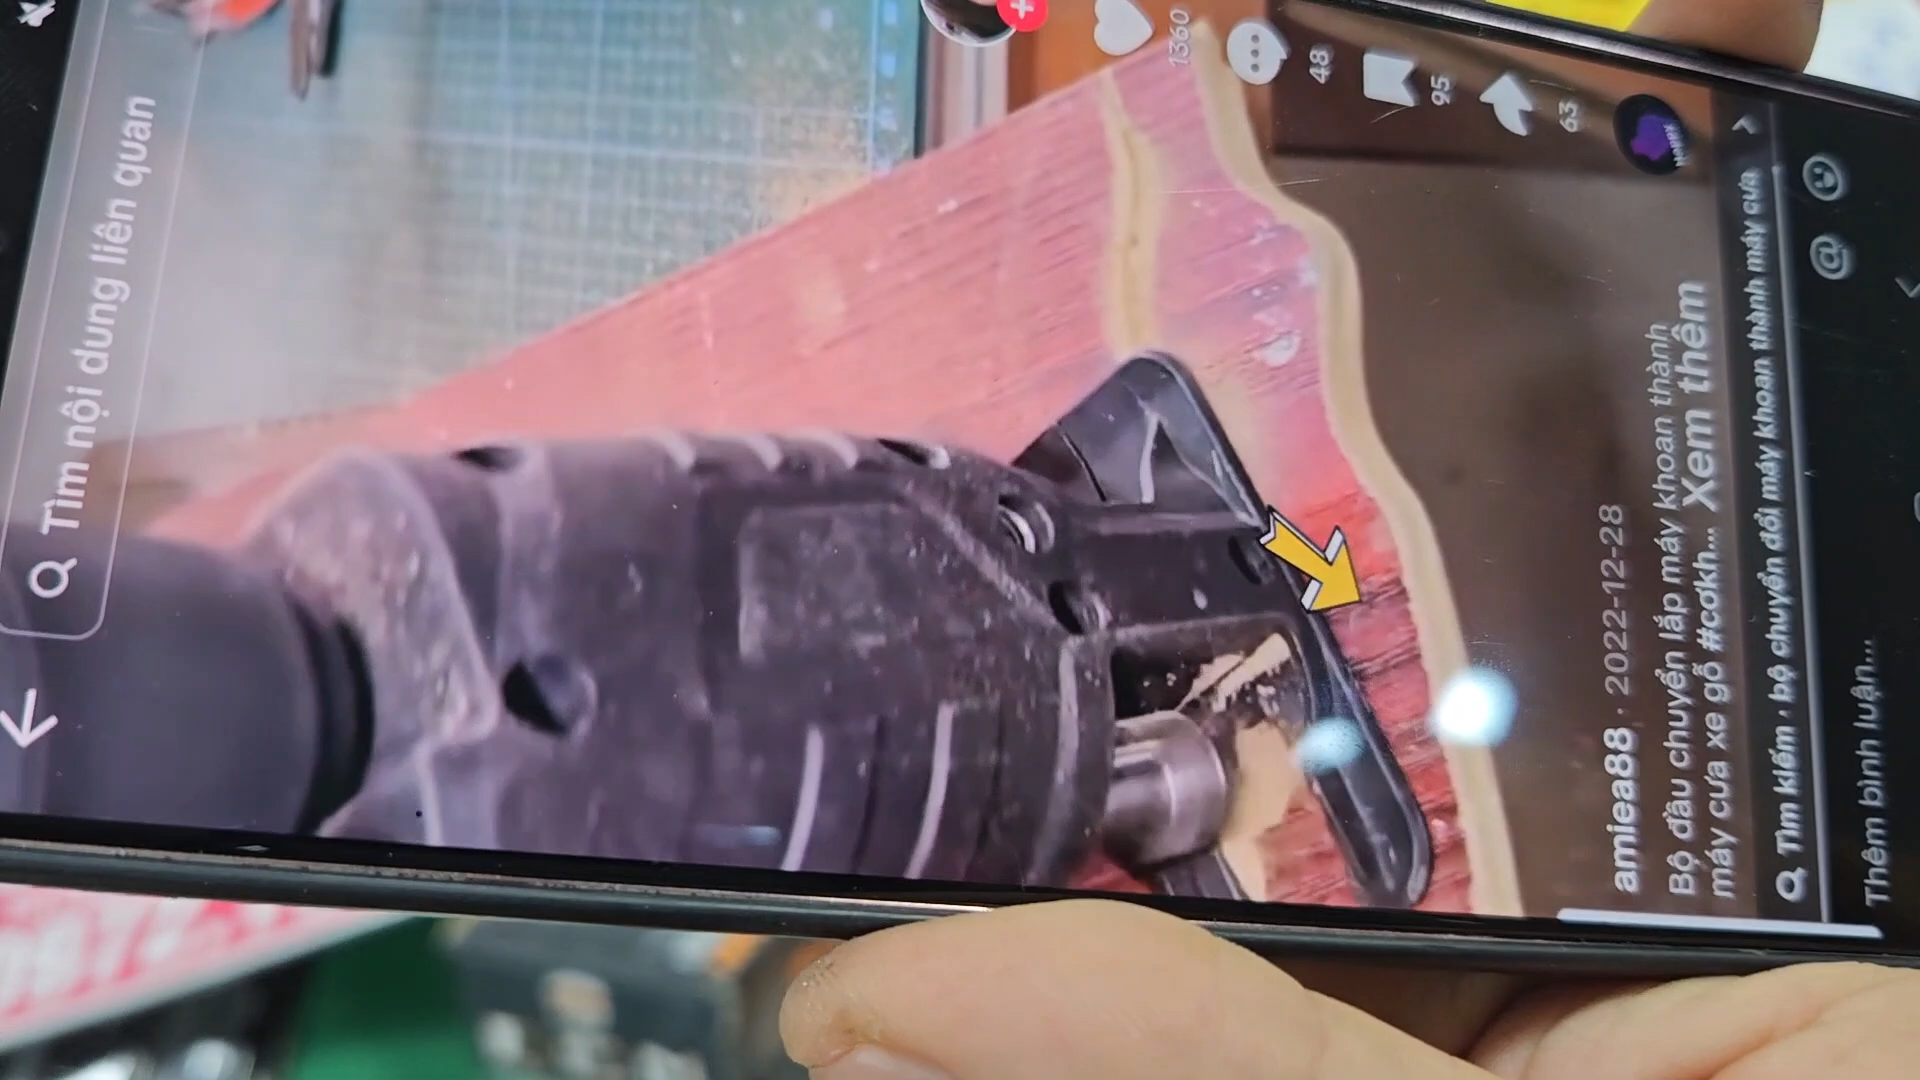 Tìm nội dung liên quan
1360
48
95
63
amiea88 · 2022-12-28
Bộ đầu chuyển lắp máy khoan thành
máy cưa xe gỗ #cdkh... Xem thêm
Tìm kiếm · bộ chuyển đổi máy khoan thành máy cưa
Thêm bình luận...